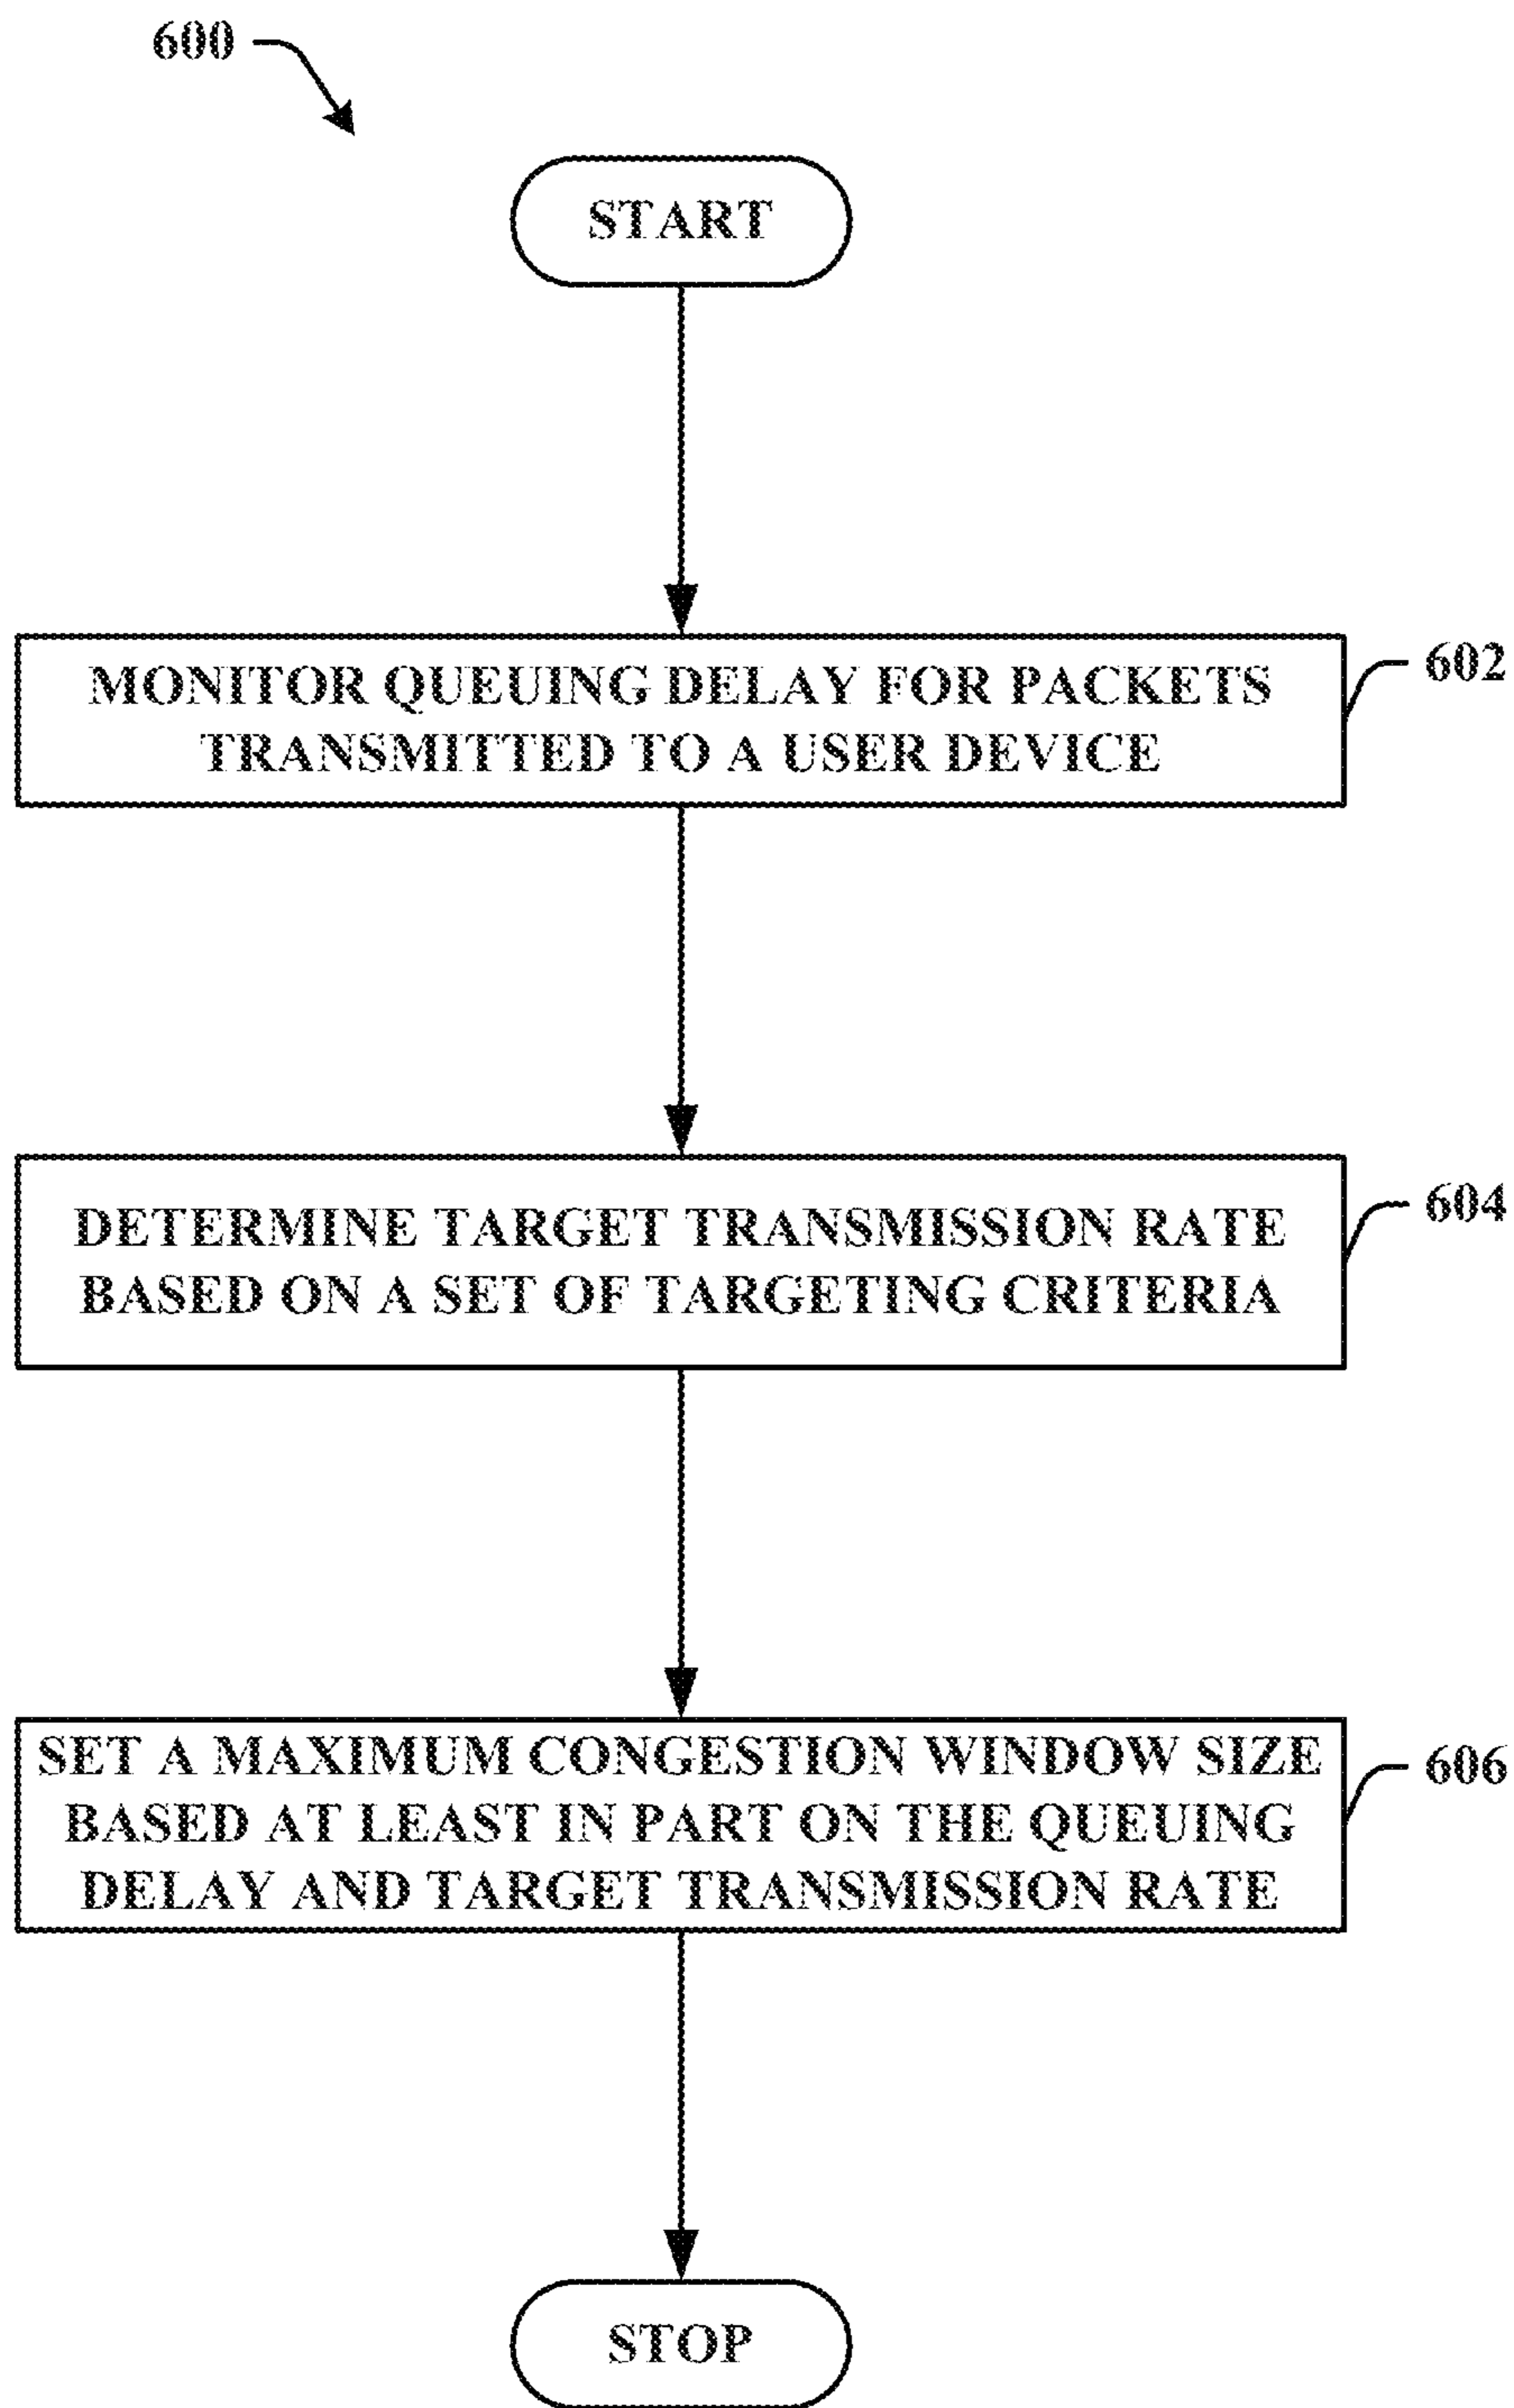 600
START
MONITOR QUEUING DELAY FOR PACKETS
TRANSMITTED TO A USER DEVICE
602
DETERMINE TARGET TRANSMISSION RATE
BASED ON A SET OF TARGETING CRITERIA
604
SET A MAXIMUM CONGESTION WINDOW SIZE
BASED AT LEAST IN PART ON THE QUEUING
DELAY AND TARGET TRANSMISSION RATE
606
STOP